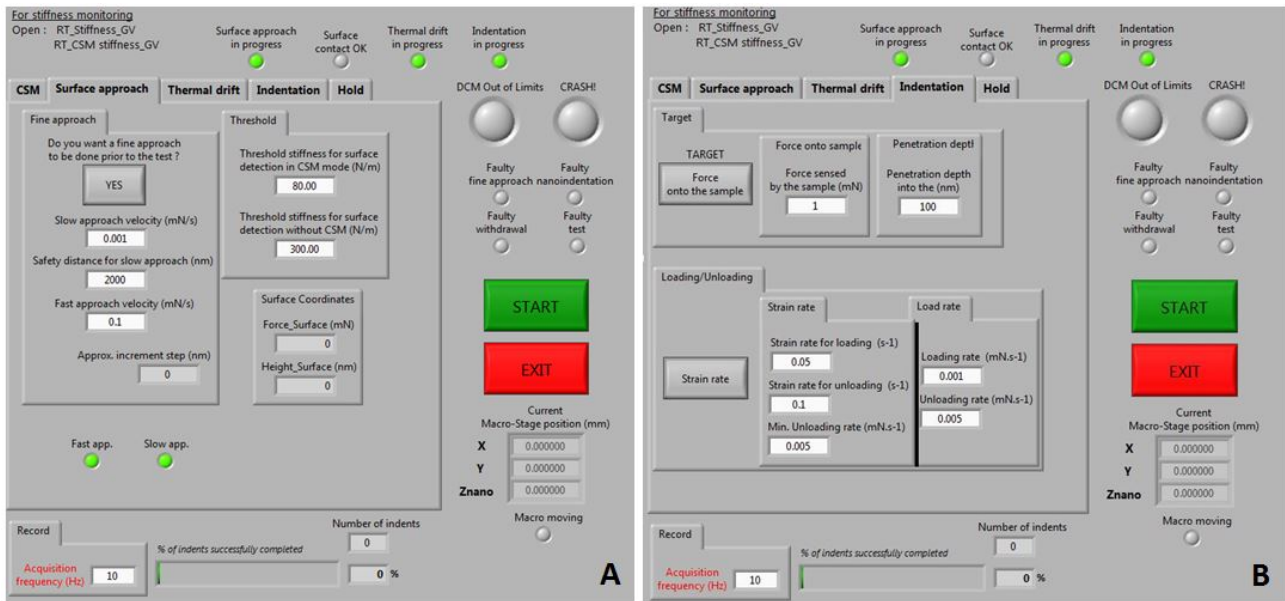 For stiffness monitoring
Open : RT_Stiffness_GV
RT_CSM stiffness_GV
Surface approach
in progress
Surface
contact OK
Thermal drift
in progress
Indentation
in progress
CSM
Surface approach
Thermal drift
Indentation
Hold
DCM Out of Limits
CRASH!
Fine approach
Do you want a fine approach
to be done prior to the test ?
YES
Slow approach velocity (mN/s)
0.001
Safety distance for slow approach (nm)
2000
Fast approach velocity (mN/s)
0.1
Approx. increment step (nm)
0
Threshold
Threshold stiffness for surface
detection in CSM mode (N/m)
80.00
Threshold stiffness for surface
detection without CSM (N/m)
300.00
Surface Coordinates
Force_Surface (mN)
0
Height_Surface (nm)
0
Fast app.
Slow app.
Faulty
fine approach
Faulty
nanoindentation
Faulty
withdrawal
Faulty
test
START
EXIT
Current
Macro-Stage position (mm)
X 0.000000
Y 0.000000
Znano 0.000000
Macro moving
Record
Acquisition
frequency (Hz)
10
% of indents successfully completed
Number of indents
0
0 %
A
For stiffness monitoring
Open : RT_Stiffness_GV
RT_CSM stiffness_GV
Surface approach
in progress
Surface
contact OK
Thermal drift
in progress
Indentation
in progress
CSM
Surface approach
Thermal drift
Indentation
Hold
DCM Out of Limits
CRASH!
Target
TARGET
Force
onto the sample
Force onto sample
Force sensed
by the sample (mN)
1
Penetration depth
Penetration depth
into the (nm)
100
Loading/Unloading
Strain rate
Strain rate
Strain rate for loading (s-1)
0.05
Strain rate for unloading (s-1)
0.1
Min. Unloading rate (mN.s-1)
0.005
Load rate
Loading rate (mN.s-1)
0.001
Unloading rate (mN.s-1)
0.005
Faulty
fine approach
Faulty
nanoindentation
Faulty
withdrawal
Faulty
test
START
EXIT
Current
Macro-Stage position (mm)
X 0.000000
Y 0.000000
Znano 0.000000
Macro moving
Record
Acquisition
frequency (Hz)
10
% of indents successfully completed
Number of indents
0
0 %
B